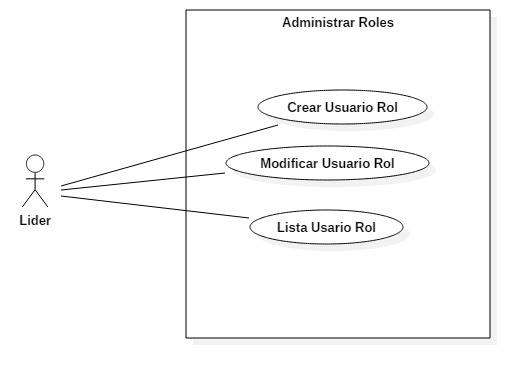 Administrar Roles
Crear Usuario Rol
Modificar Usuario Rol
Lista Usario Rol
Lider